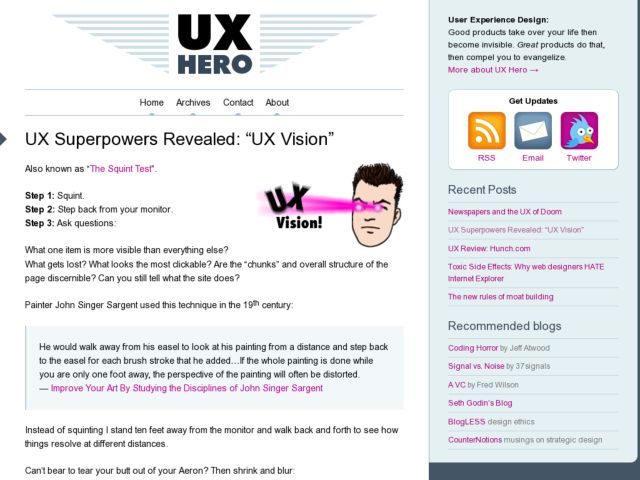 UX
HERO
Home Archives Contact About
UX Superpowers Revealed: “UX Vision”
Also known as “The Squint Test”.
Step 1: Squint.
Step 2: Step back from your monitor.
Step 3: Ask questions:
UX
Vision!
What one item is more visible than everything else?
What gets lost? What looks the most clickable? Are the “chunks” and overall structure of the
page discernible? Can you still tell what the site does?
Painter John Singer Sargent used this technique in the 19th century:
He would walk away from his easel to look at his painting from a distance and step back
to the easel for each brush stroke that he added…If the whole painting is done while
you are only one foot away, the perspective of the painting will often be distorted.
— Improve Your Art By Studying the Disciplines of John Singer Sargent
Instead of squinting I stand ten feet away from the monitor and walk back and forth to see how
things resolve at different distances.
Can’t bear to tear your butt out of your Aeron? Then shrink and blur:
User Experience Design:
Good products take over your life then
become invisible. Great products do that,
then compel you to evangelize.
More about UX Hero →
Get Updates
RSS Email Twitter
Recent Posts
Newspapers and the UX of Doom
UX Superpowers Revealed: “UX Vision”
UX Review: Hunch.com
Toxic Side Effects: Why web designers HATE
Internet Explorer
The new rules of moat building
Recommended blogs
Coding Horror by Jeff Atwood
Signal vs. Noise by 37signals
A VC by Fred Wilson
Seth Godin’s Blog
BlogLESS design ethics
CounterNotions musings on strategic design